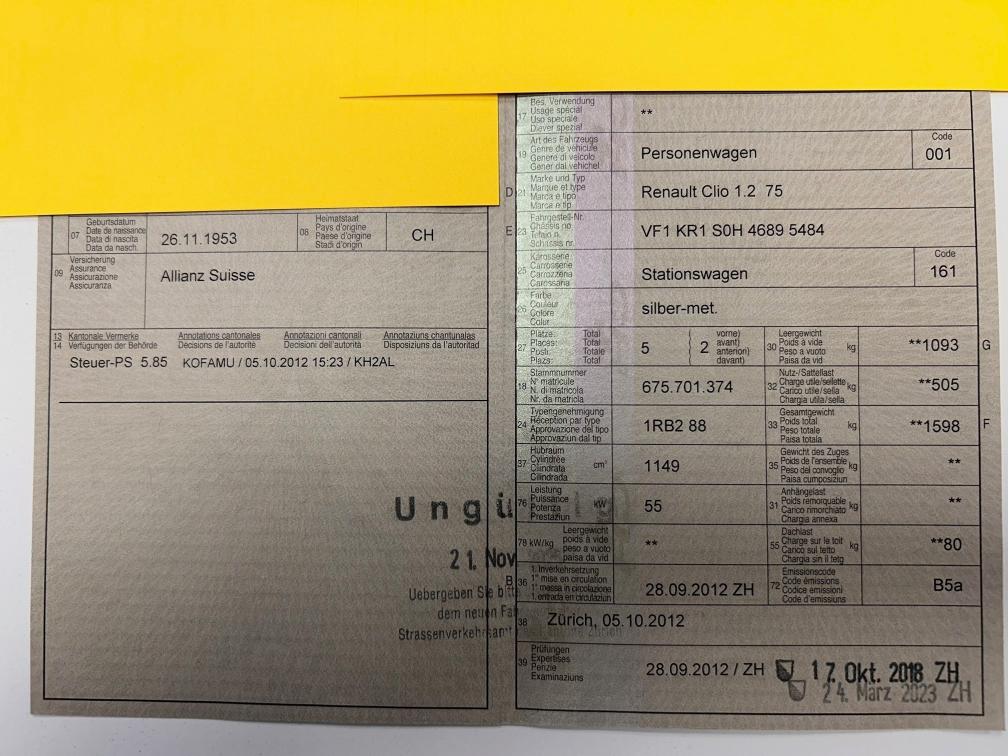 17 Bes. Verwendung
Usage spécial
Uso speciale
Diever spezial
**
19 Art des Fahrzeugs
Genre de véhicule
Genere di veicolo
Gener dal vehichel
Personenwagen
Code
001
D 21 Marke und Typ
Marque et type
Marca e tipo
Marca e tip
Renault Clio 1.2 75
E 23 Fahrgestell-Nr.
Châssis no
Telaio n.
Schassis nr.
VF1 KR1 S0H 4689 5484
25 Karosserie
Carrosserie
Carrozzeria
Carossaria
Stationswagen
Code
161
26 Farbe
Couleur
Colore
Colur
silber-met.
07 Geburtsdatum
Date de naissance
Data di nascita
Data da nasch.
26.11.1953
08 Heimatstaat
Pays d'origine
Paese d'origine
Stadi d'origin
CH
09 Versicherung
Assurance
Assicurazione
Assicuranza
Allianz Suisse
13 Kantonale Vermerke Annotations cantonales Annotazioni cantonali Annotaziuns chantunalas
14 Verfügungen der Behörde Décisions de l'autorité Decisioni dell'autorità Disposiziuns da l'autoritad
Steuer-PS 5.85 KOFAMU / 05.10.2012 15:23 / KH2AL
27 Plätze: Total
Places: Total
Posti: Totale
Plazs: Total
5 ( 2 vorne)
avant)
anteriori)
davant)
30 Leergewicht
Poids à vide
Peso a vuoto
Paisa da vid
kg
**1093 G
18 Stammnummer
N° matricule
N. di matricola
Nr. da matricla
675.701.374
32 Nutz-/Sattellast
Charge utile/sellette
Carico utile/sella
Chargia utila/sella
kg
**505
24 Typengenehmigung
Réception par type
Approvazione del tipo
Approvaziun dal tip
1RB2 88
33 Gesamtgewicht
Poids total
Peso totale
Paisa totala
kg
**1598 F
37 Hubraum
Cylindrée
Cilindrata
Cilindrada
cm³
1149
35 Gewicht des Zuges
Poids de l'ensemble
Peso del convoglio
Paisa cumposiziun
kg
**
76 Leistung
Puissance
Potenza
Prestaziun
kW
55
31 Anhängelast
Poids remorquable
Carico rimorchiato
Chargia annexa
kg
**
78 kW/kg Leergewicht
poids à vide
peso a vuoto
paisa da vid
**
55 Dachlast
Charge sur le toit
Carico sul tetto
Chargia sin il tetg
kg
**80
B 36 1. Inverkehrsetzung
1re mise en circulation
1a messa in circolazione
1. entrada en circulaziun
28.09.2012 ZH
72 Emissionscode
Code émissions
Codice emissioni
Code d'emissiuns
B5a
38 Zürich, 05.10.2012
39 Prüfungen
Expertises
Perizie
Examinaziuns
28.09.2012 / ZH
17. Okt. 2018 ZH
24. März 2023 ZH
Ungü
21. Nov
Uebergeben Sie bitte
dem neuen Fah
Strassenverkehrsamt
Zürich